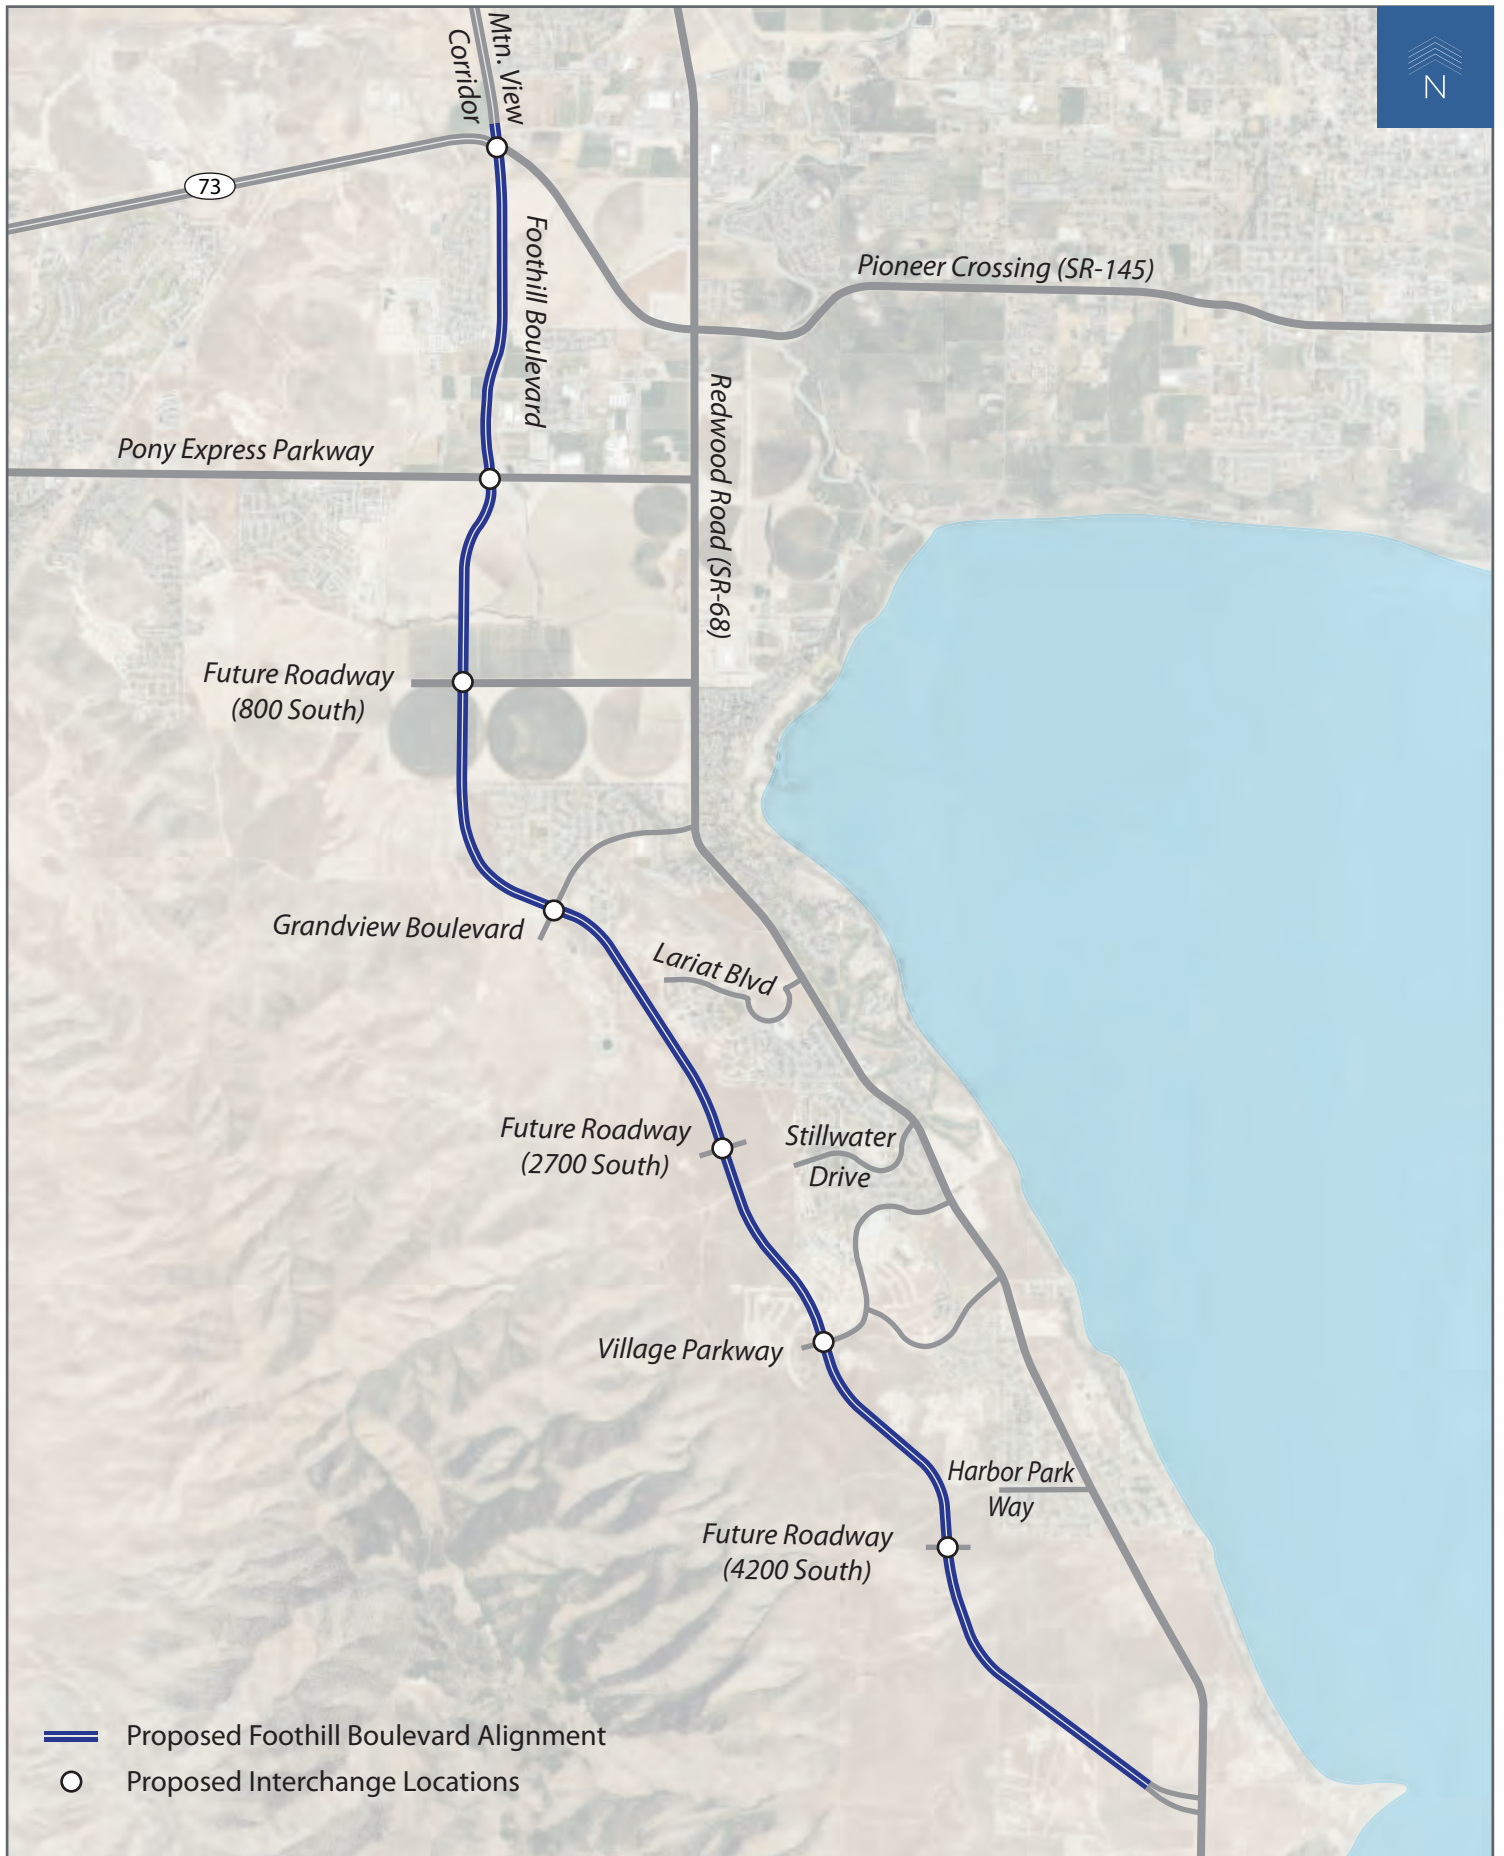 Mtn. View
Corridor
N
73
Foothill Boulevard
Pioneer Crossing (SR-145)
Redwood Road (SR-68)
Pony Express Parkway
Future Roadway
(800 South)
Grandview Boulevard
Lariat Blvd
Future Roadway
(2700 South)
Stillwater
Drive
Village Parkway
Harbor Park
Way
Future Roadway
(4200 South)
Proposed Foothill Boulevard Alignment
Proposed Interchange Locations